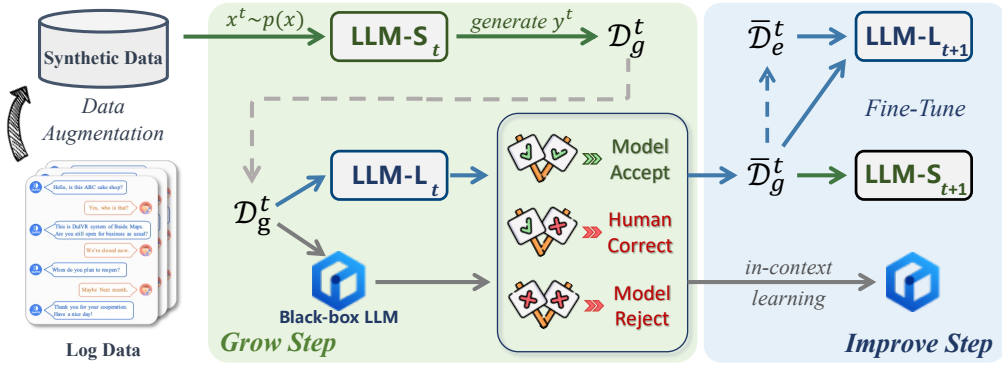 Synthetic Data
Data
Augmentation
Hello, is this ABC cake shop?
Yes, who is that?
This is DuIVR system of Baidu Maps.
Are you still open for business as usual?
We're closed now.
When do you plan to reopen?
Maybe Next month.
Thank you for your cooperation.
Have a nice day!
Log Data
x^t~p(x)
LLM-S_t
generate y^t
𝒟_g^t
𝒟_g^t
LLM-L_t
Black-box LLM
Model
Accept
Human
Correct
Model
Reject
Grow Step
𝒟̅_e^t
LLM-L_{t+1}
Fine-Tune
𝒟̅_g^t
LLM-S_{t+1}
in-context
learning
Improve Step